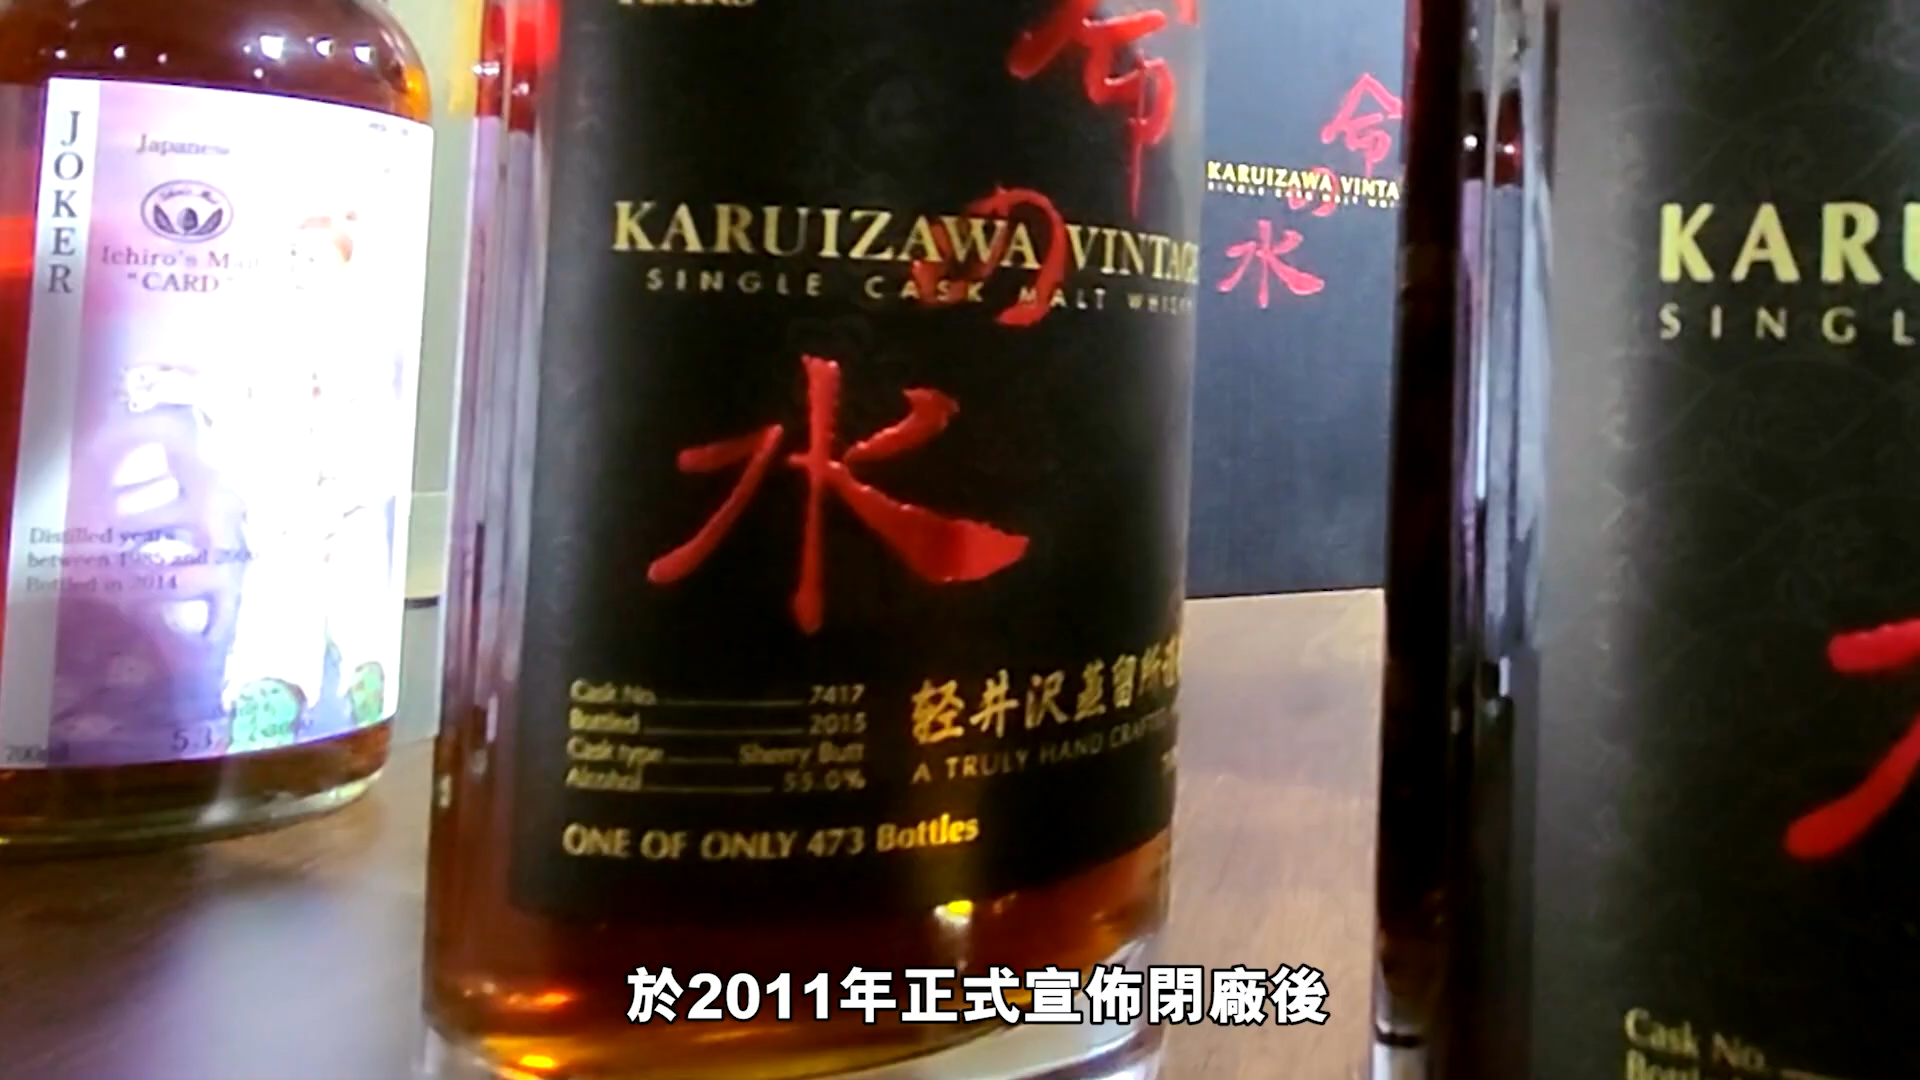 JOKER
Japanese
Ichiro's
"CARD"
Distilled years
between 1985 and
Bottled in 2014
命
の
KARUIZAWA VINTAGE
SINGLE CASK MALT WHISKY
水
Cask No. 7417
Bottled 2015
Cask type Sherry Butt
Alcohol 55.0%
ONE OF ONLY 473 Bottles
軽井沢蒸留所
A TRULY HAND CRAFTED
命
の
KARUIZAWA VINTA
水
KARU
SINGL
Cask No.
於2011年正式宣佈閉廠後